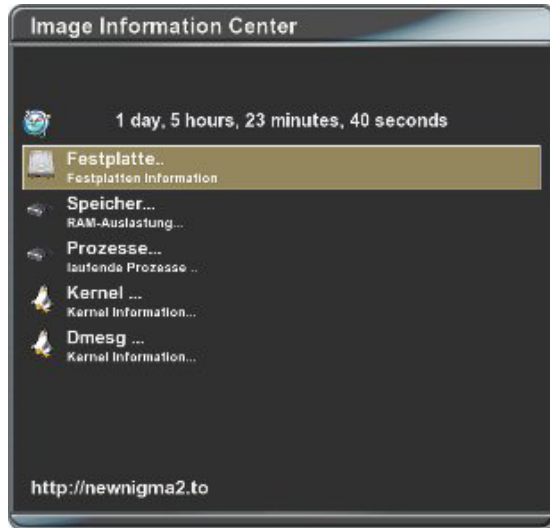 Image Information Center
1 day, 5 hours, 23 minutes, 40 seconds
Festplatte..
Festplatten Information
Speicher...
RAM-Auslastung...
Prozesse...
laufende Prozesse ..
Kernel ...
Kernel Information...
Dmesg ...
Kernel Information...
http://newnigma2.to